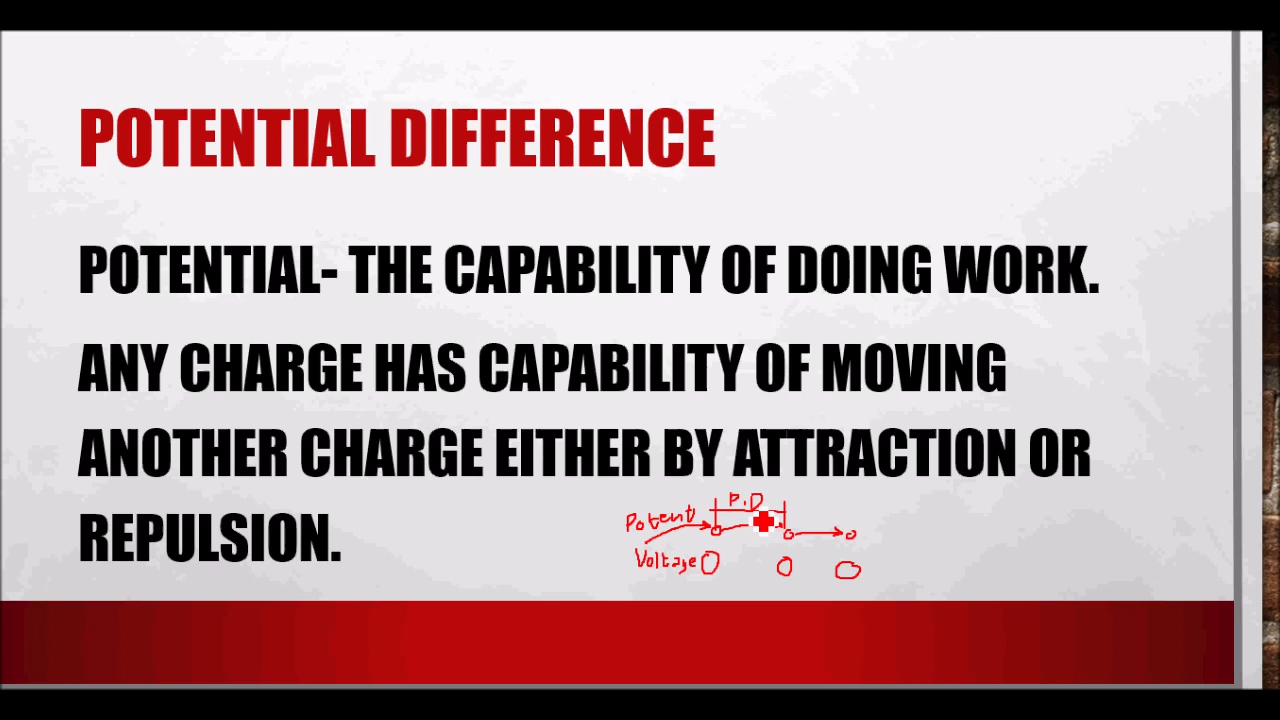 POTENTIAL DIFFERENCE
POTENTIAL- THE CAPABILITY OF DOING WORK.
ANY CHARGE HAS CAPABILITY OF MOVING
ANOTHER CHARGE EITHER BY ATTRACTION OR
REPULSION.
P.D
Potent
Voltage